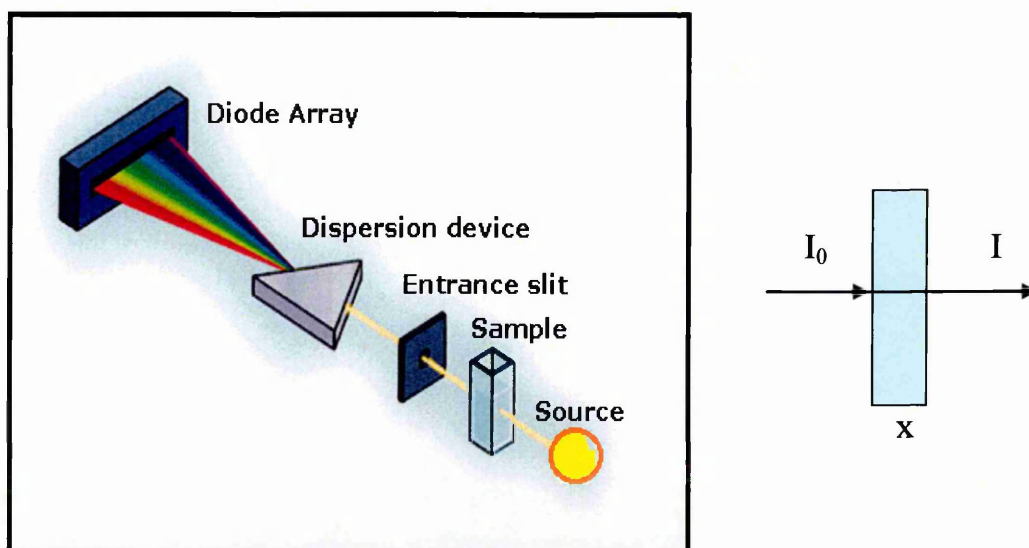 Diode Array
Dispersion device
Entrance slit
Sample
Source
I₀
I
x